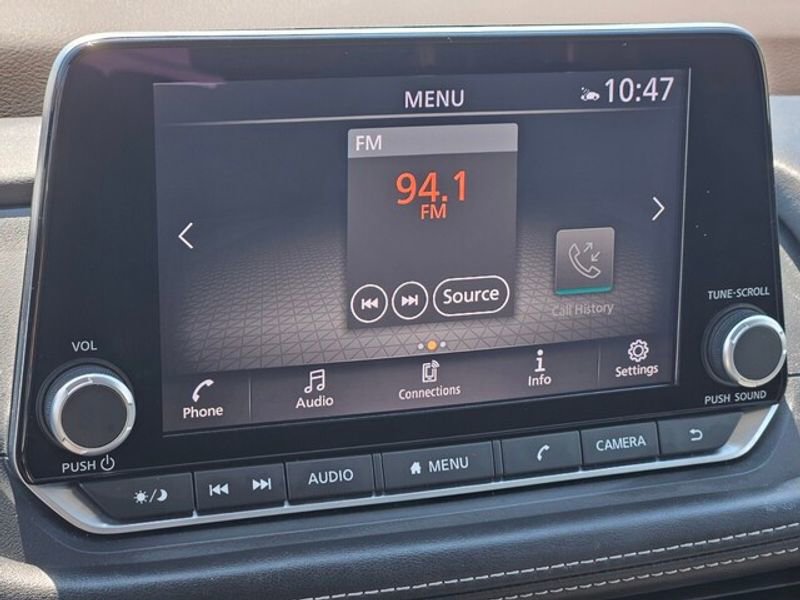 MENU
10:47
FM
94.1
FM
Source
Call History
Phone
Audio
Connections
Info
Settings
VOL
PUSH
TUNE-SCROLL
PUSH SOUND
AUDIO
MENU
CAMERA